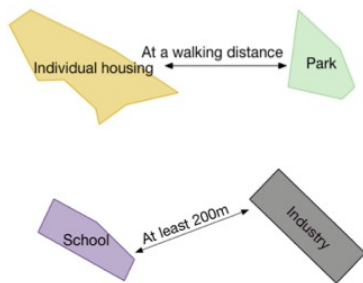 At a walking distance
Individual housing
Park
At least 200m
School
Industry